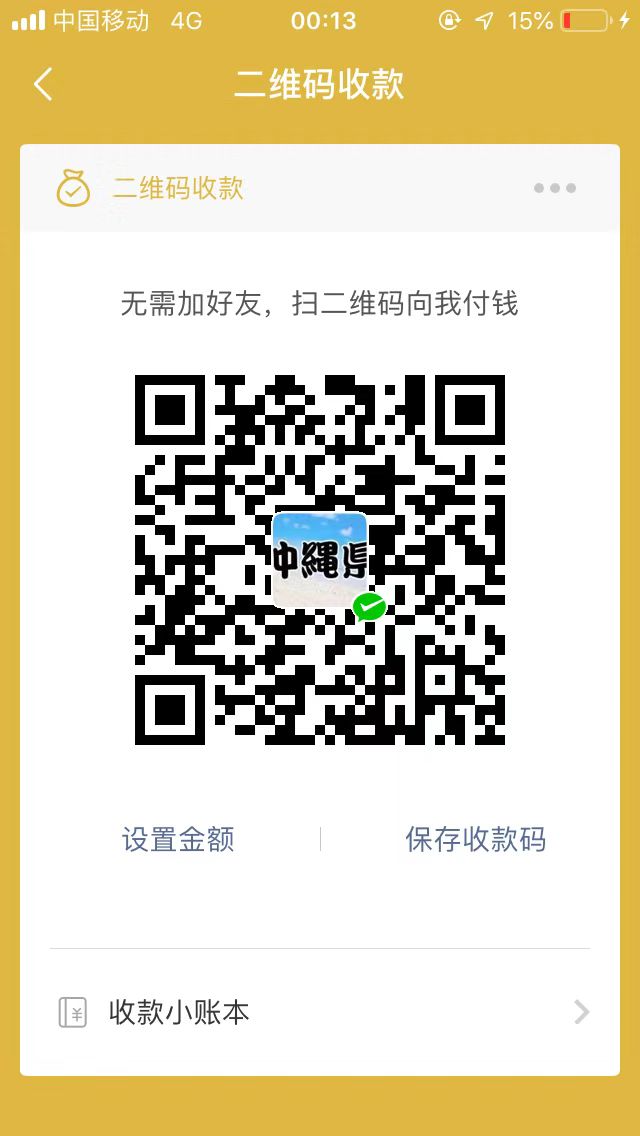 中国移动 4G 00:13 15%
二维码收款
二维码收款
无需加好友，扫二维码向我付钱
沖縄県
设置金额 保存收款码
收款小账本